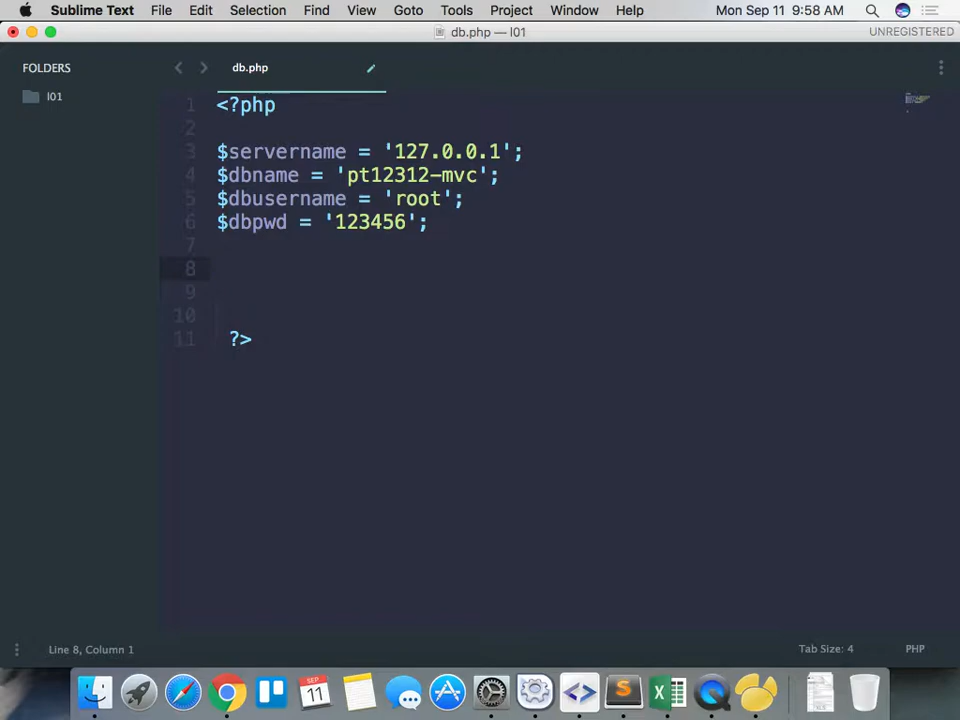 Sublime Text File Edit Selection Find View Goto Tools Project Window Help Mon Sep 11 9:58 AM
db.php — l01 UNREGISTERED
FOLDERS
l01
db.php
1 <?php
2
3 $servername = '127.0.0.1';
4 $dbname = 'pt12312-mvc';
5 $dbusername = 'root';
6 $dbpwd = '123456';
7
8
9
10
11 ?>
Line 8, Column 1 Tab Size: 4 PHP
SEP
11